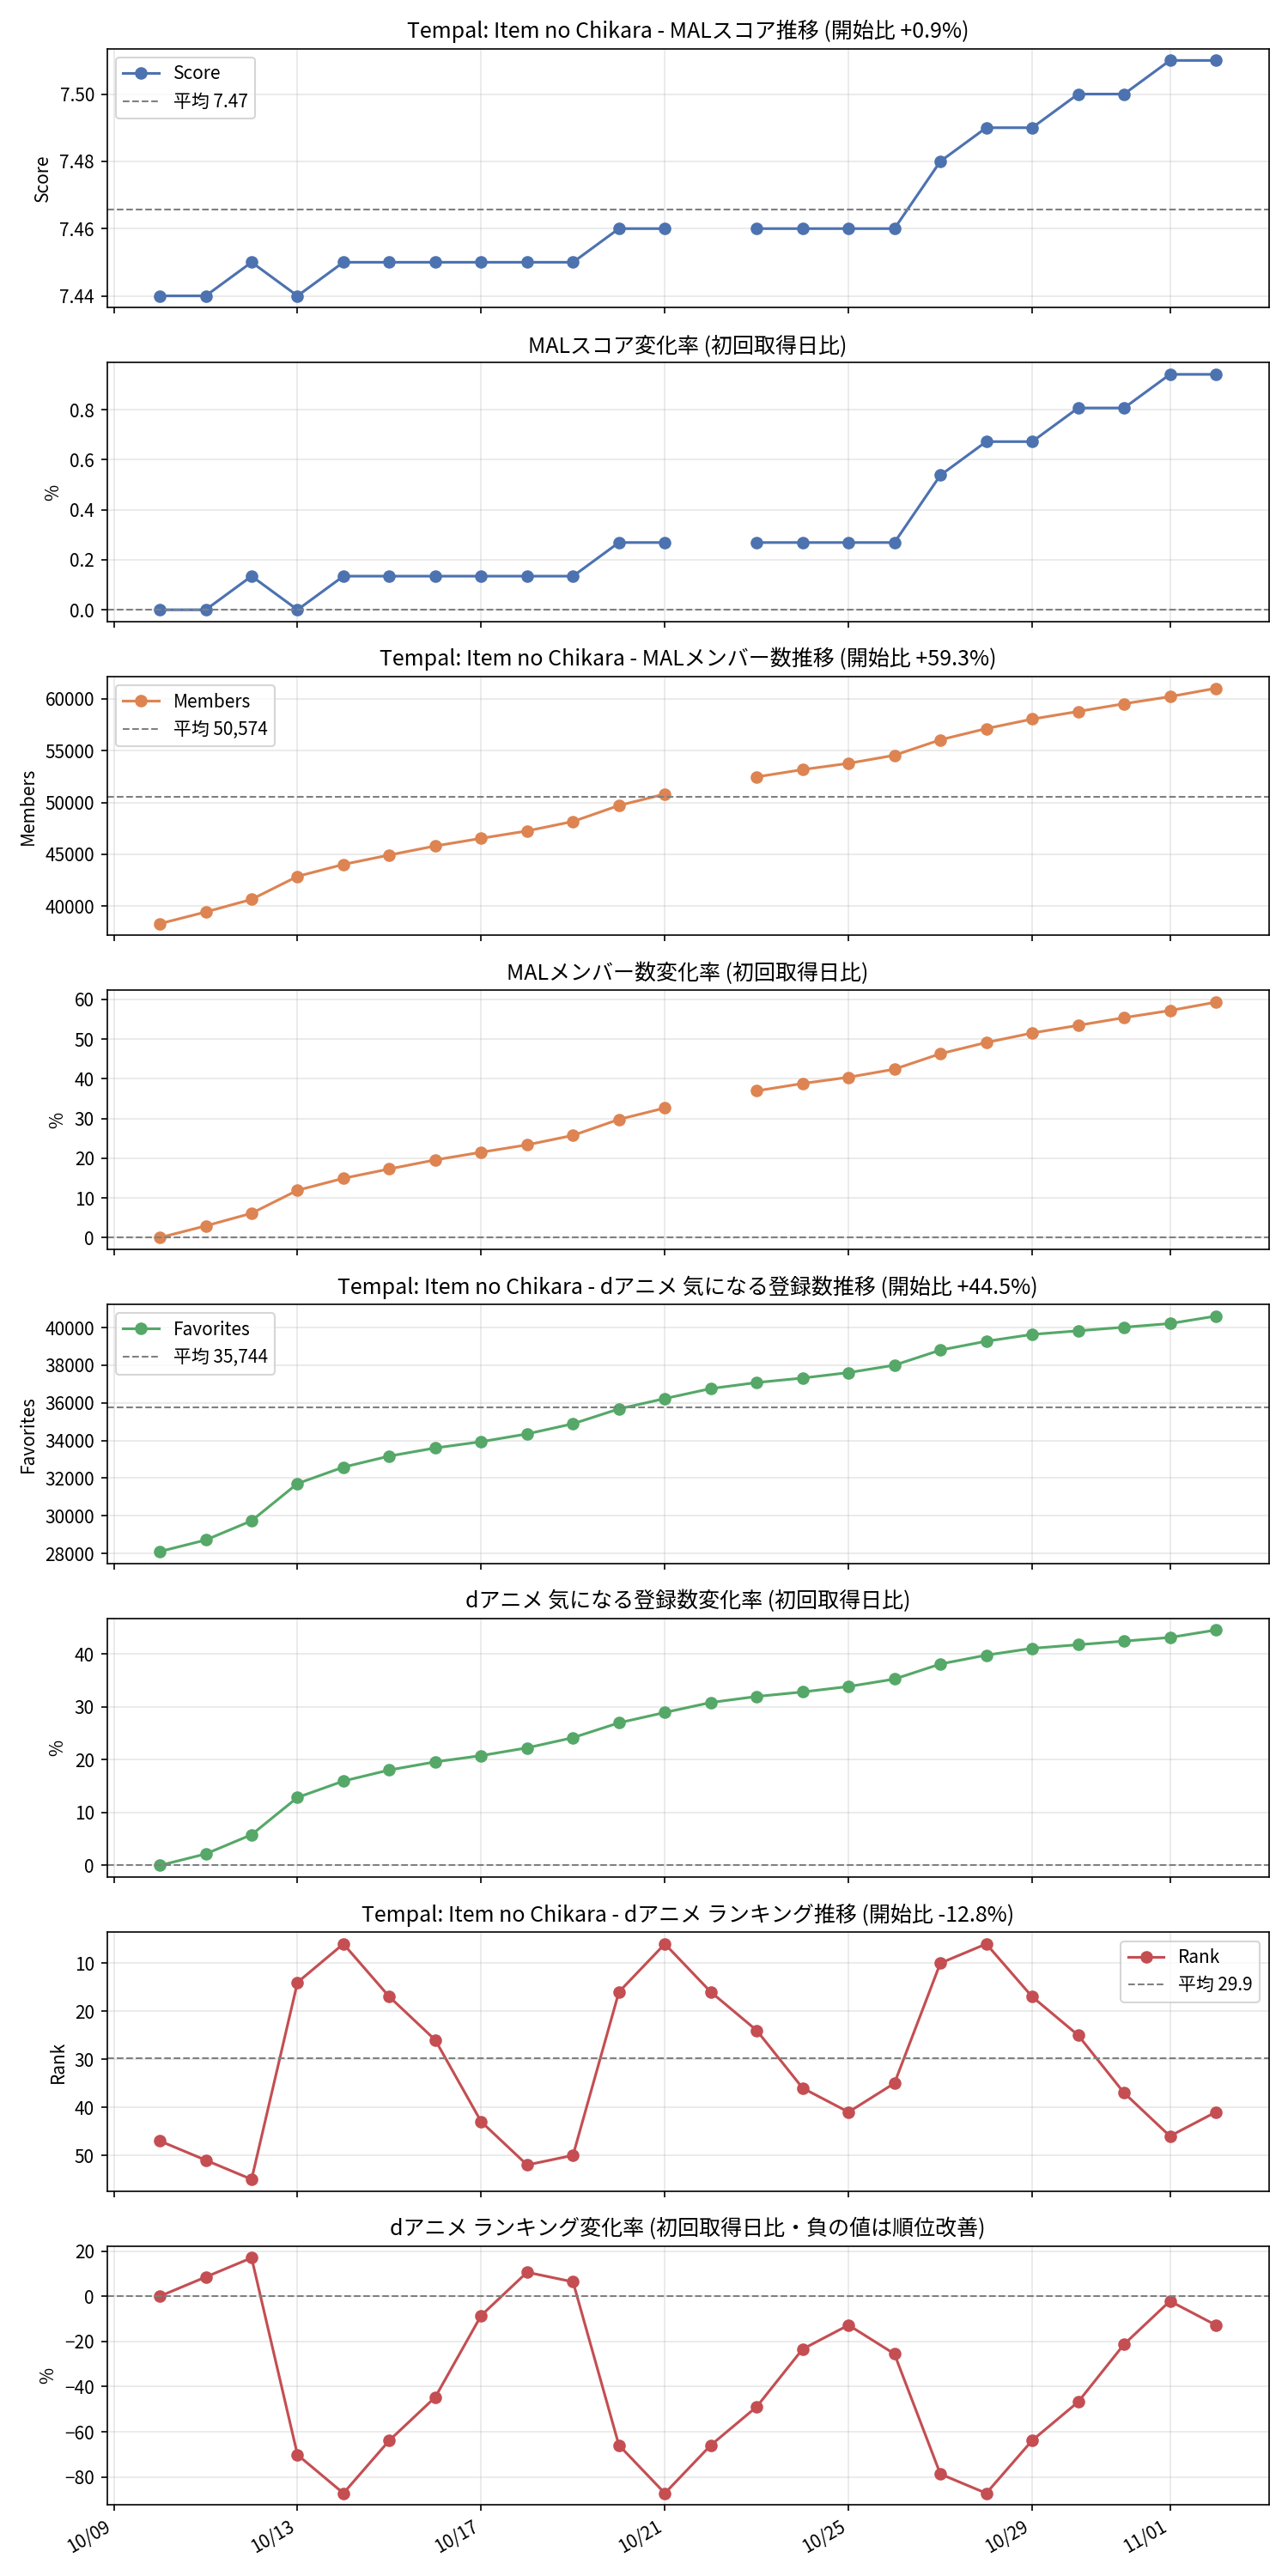 Tempal: Item no Chikara - MALスコア推移 (開始比 +0.9%)
Score
平均 7.47
Score
7.50
7.48
7.46
7.44
MALスコア変化率 (初回取得日比)
%
0.8
0.6
0.4
0.2
0.0
Tempal: Item no Chikara - MALメンバー数推移 (開始比 +59.3%)
Members
平均 50,574
Members
60000
55000
50000
45000
40000
MALメンバー数変化率 (初回取得日比)
%
60
50
40
30
20
10
0
Tempal: Item no Chikara - dアニメ 気になる登録数推移 (開始比 +44.5%)
Favorites
平均 35,744
Favorites
40000
38000
36000
34000
32000
30000
28000
dアニメ 気になる登録数変化率 (初回取得日比)
%
40
30
20
10
0
Tempal: Item no Chikara - dアニメ ランキング推移 (開始比 -12.8%)
Rank
平均 29.9
Rank
10
20
30
40
50
dアニメ ランキング変化率 (初回取得日比・負の値は順位改善)
%
20
0
−20
−40
−60
−80
10/09
10/13
10/17
10/21
10/25
10/29
11/01